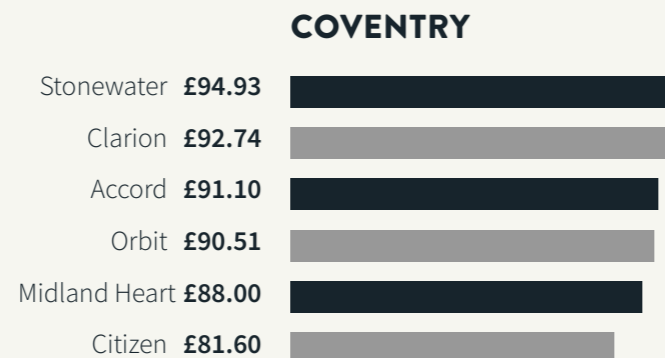 COVENTRY
Stonewater £94.93
Clarion £92.74
Accord £91.10
Orbit £90.51
Midland Heart £88.00
Citizen £81.60